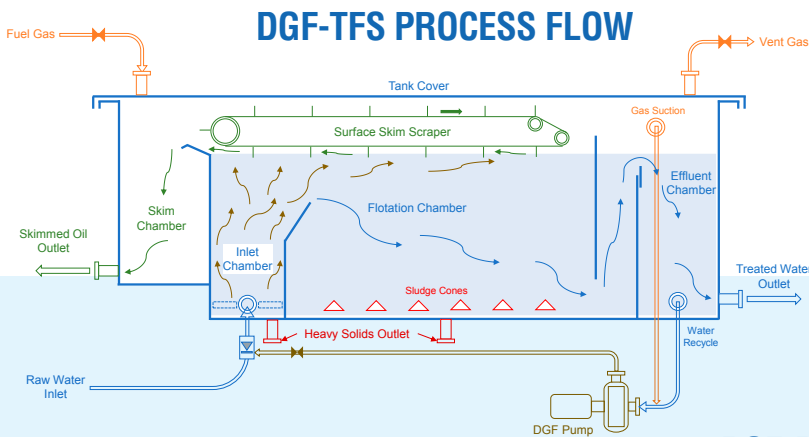 DGF-TFS PROCESS FLOW
Fuel Gas
Vent Gas
Tank Cover
Gas Suction
Surface Skim Scraper
Effluent
Chamber
Skim
Chamber
Flotation Chamber
Skimmed Oil
Outlet
Inlet
Chamber
Treated Water
Outlet
Sludge Cones
Heavy Solids Outlet
Water
Recycle
Raw Water
Inlet
DGF Pump